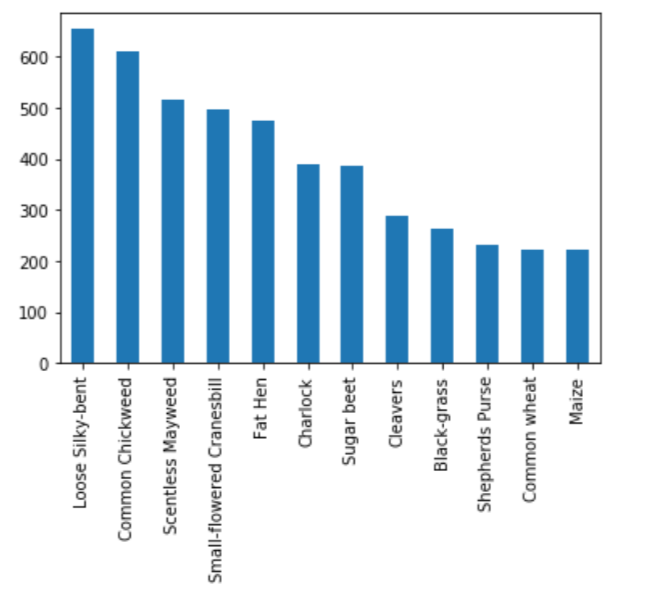 600
500
400
300
200
100
0
Loose Silky-bent
Common Chickweed
Scentless Mayweed
Small-flowered Cranesbill
Fat Hen
Charlock
Sugar beet
Cleavers
Black-grass
Shepherds Purse
Common wheat
Maize